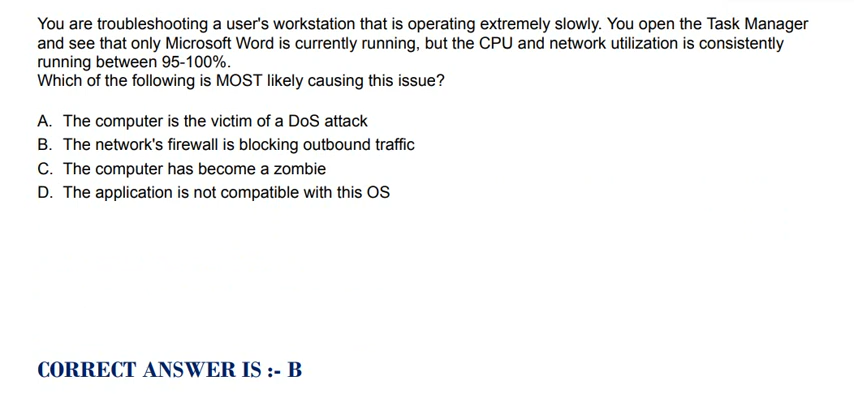 You are troubleshooting a user's workstation that is operating extremely slowly. You open the Task Manager
and see that only Microsoft Word is currently running, but the CPU and network utilization is consistently
running between 95-100%.
Which of the following is MOST likely causing this issue?
A. The computer is the victim of a DoS attack
B. The network's firewall is blocking outbound traffic
C. The computer has become a zombie
D. The application is not compatible with this OS
CORRECT ANSWER IS :- B